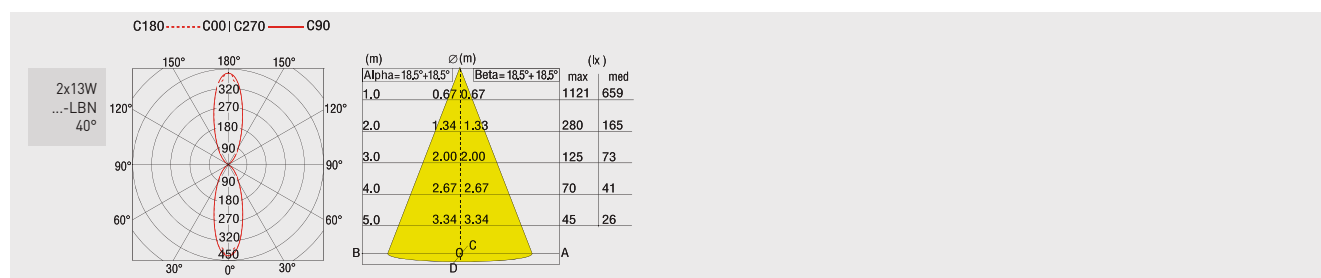 C180 C00 | C270 C90
2x13W
...-LBN
40°
150° 180° 150°
120° 120°
90° 90°
60° 60°
30° 0° 30°
320
270
180
90
90
180
270
320
450
(m) ∅(m) (lx)
Alpha=18.5°+18.5° Beta=18.5°+18.5° max med
1.0 0.67 0.67 1121 659
2.0 1.34 1.33 280 165
3.0 2.00 2.00 125 73
4.0 2.67 2.67 70 41
5.0 3.34 3.34 45 26
B O C A
D